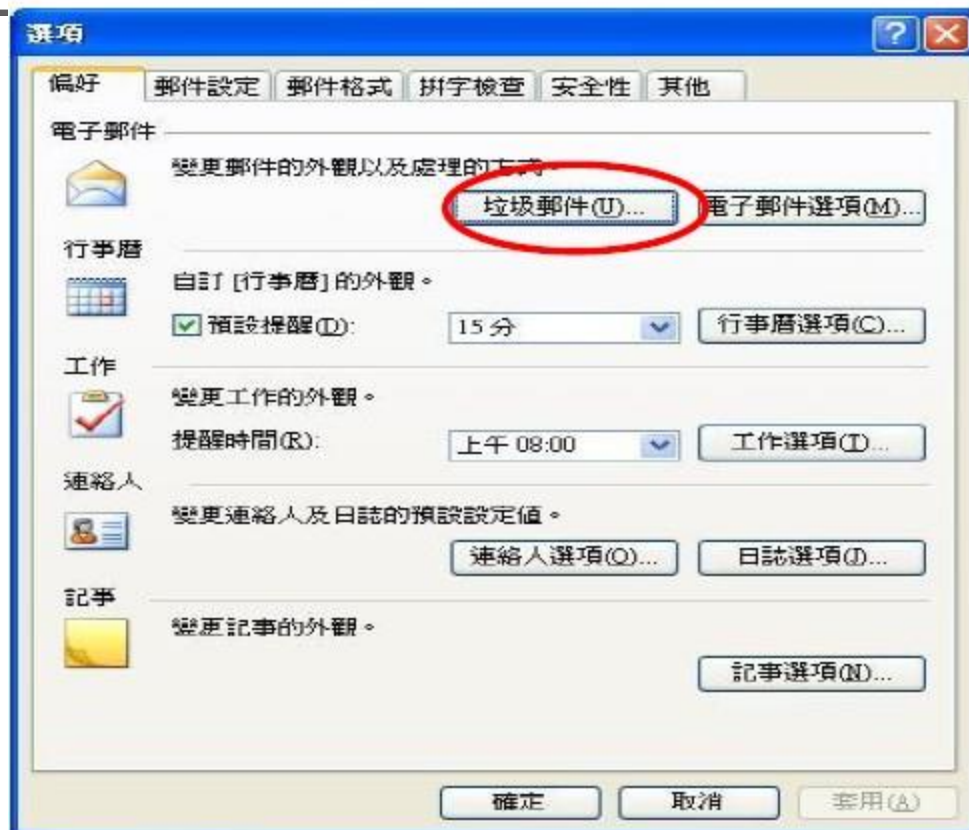 選項
偏好 郵件設定 郵件格式 拼字檢查 安全性 其他
電子郵件
變更郵件的外觀以及處理的方式。
垃圾郵件(U)... 電子郵件選項(M)...
行事曆
自訂 [行事曆] 的外觀。
預設提醒(D): 15 分 行事曆選項(C)...
工作
變更工作的外觀。
提醒時間(R): 上午 08:00 工作選項(T)...
連絡人
變更連絡人及日誌的預設設定值。
連絡人選項(O)... 日誌選項(J)...
記事
變更記事的外觀。
記事選項(N)...
確定 取消 套用(A)